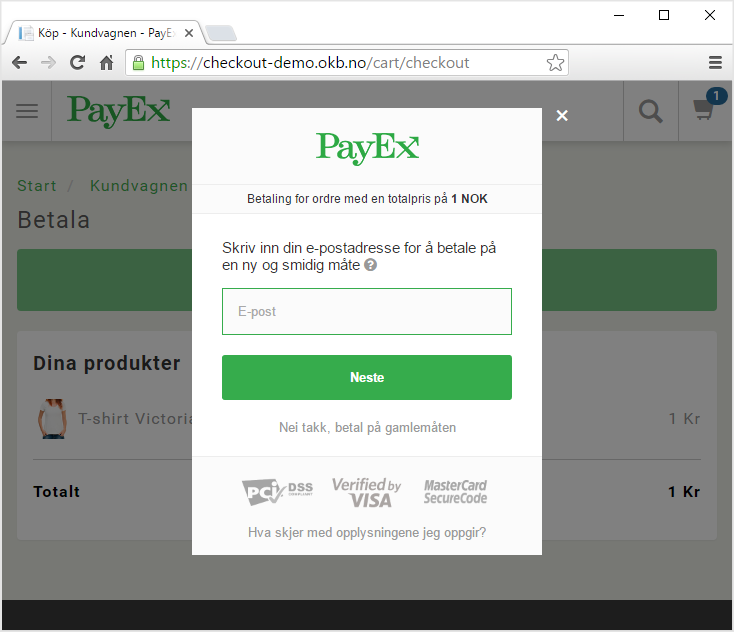 Köp - Kundvagnen - PayEx
https://checkout-demo.okb.no/cart/checkout
PayEx
1
Start / Kundvagnen
Betala
PayEx
Betaling for ordre med en totalpris på 1 NOK
Skriv inn din e-postadresse for å betale på
en ny og smidig måte ?
E-post
Neste
Nei takk, betal på gamlemåten
PCI DSS
Verified by
VISA
MasterCard
SecureCode
Hva skjer med opplysningene jeg oppgir?
Dina produkter
T-shirt Victoria
1 Kr
Totalt
1 Kr